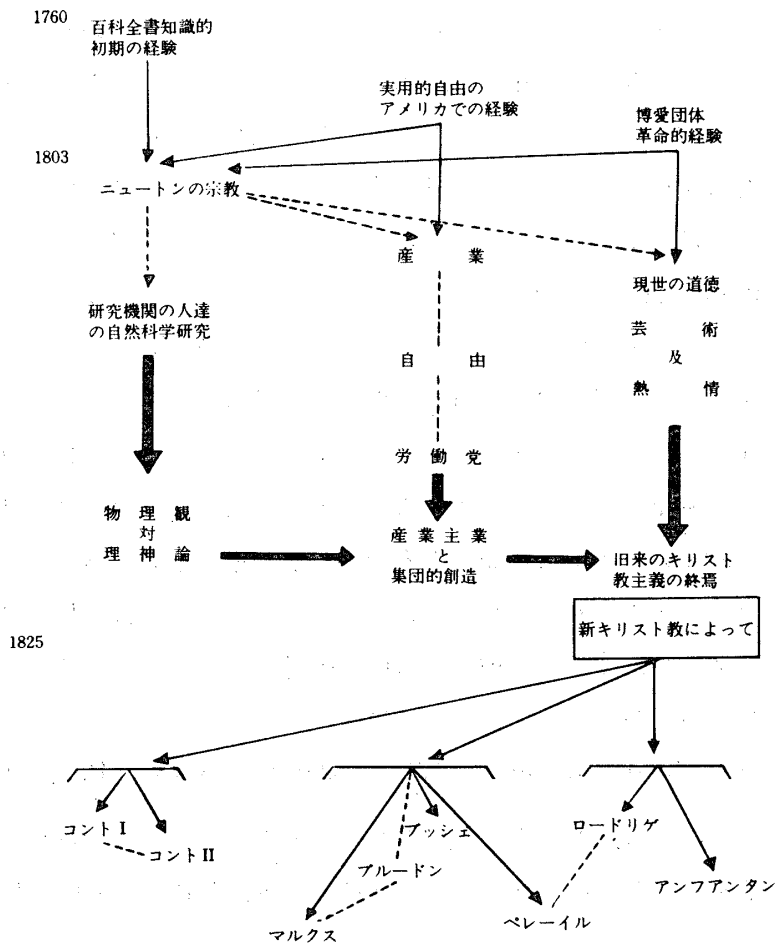 1760
百科全書知識的
初期の経験
実用的自由の
アメリカでの経験
博愛団体
革命的経験
1803
ニュートンの宗教
産業
現世の道徳
研究機関の人達
の自然科学研究
芸術
及
熱情
自由
労働党
物理観
対
理神論
産業主業
と
集団的創造
旧来のキリスト
教主義の終焉
新キリスト教によって
1825
コントI
コントII
ブッシェ
プルードン
マルクス
ペレーイル
ロードリゲ
アンフアンタン